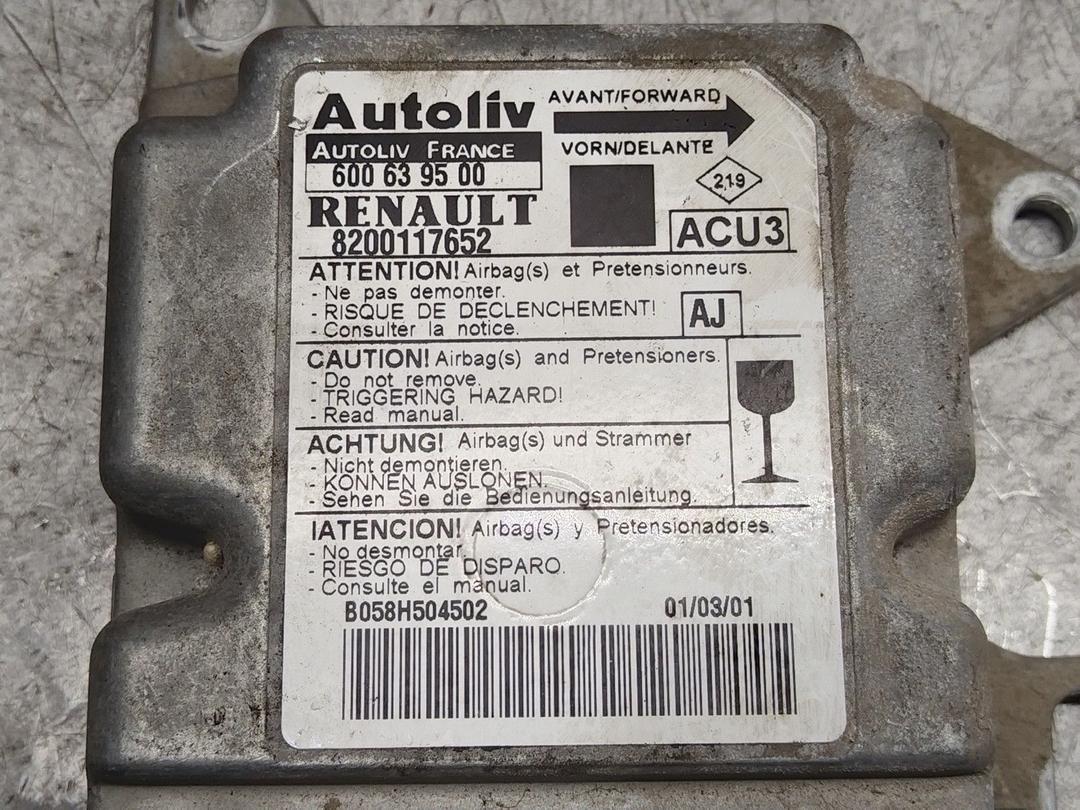 Autoliv
AVANT/FORWARD
AUTOLIV FRANCE
VORN/DELANTE
600 63 95 00
219
RENAULT
8200117652
ACU3
ATTENTION! Airbag(s) et Pretensionneurs.
- Ne pas demonter.
- RISQUE DE DECLENCHEMENT!
- Consulter la notice.
AJ
CAUTION! Airbag(s) and Pretensioners.
- Do not remove.
- TRIGGERING HAZARD!
- Read manual.
ACHTUNG! Airbag(s) und Strammer
- Nicht demontieren.
- KONNEN AUSLONEN.
- Sehen Sie die Bedienungsanleitung.
IATENCION! Airbag(s) y Pretensionadores.
- No desmontar.
- RIESGO DE DISPARO.
- Consulte el manual.
B058H504502 01/03/01